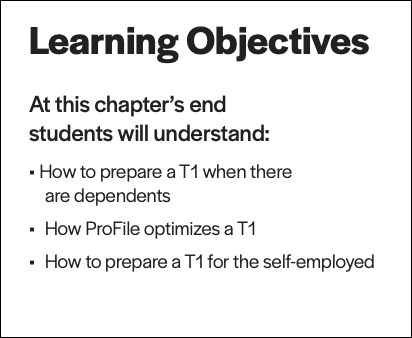 Learning Objectives
At this chapter’s end
students will understand:
▪ How to prepare a T1 when there
are dependents
▪ How ProFile optimizes a T1
▪ How to prepare a T1 for the self-employed